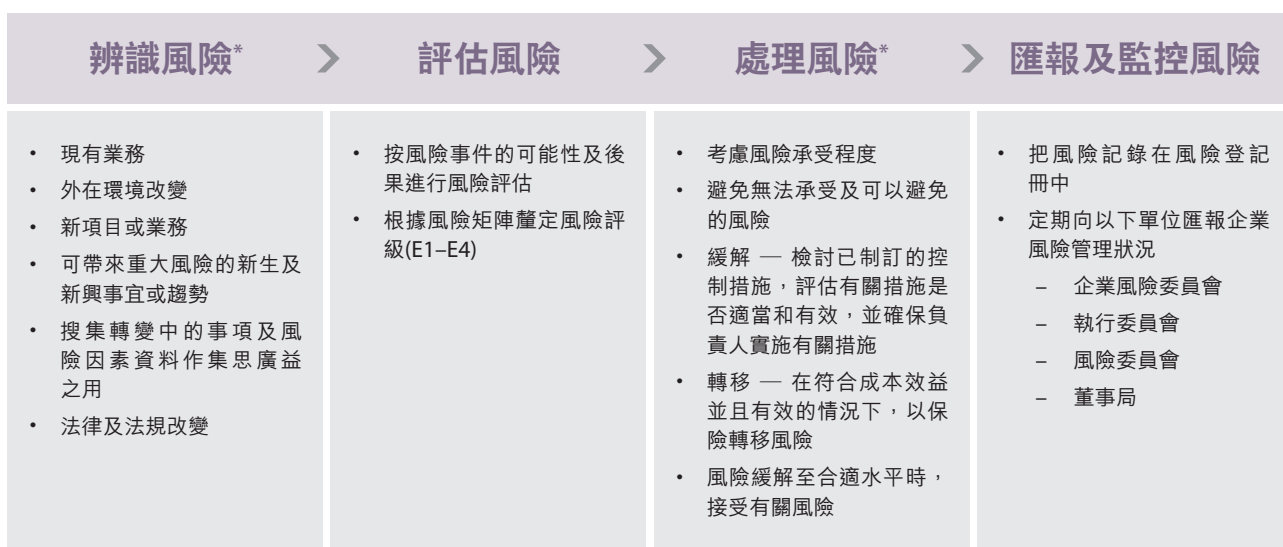 辨識風險*
評估風險
處理風險*
匯報及監控風險
• 現有業務
• 外在環境改變
• 新項目或業務
• 可帶來重大風險的新生及
新興事宜或趨勢
• 搜集轉變中的事項及風
險因素資料作集思廣益
之用
• 法律及法規改變
• 按風險事件的可能性及後
果進行風險評估
• 根據風險矩陣釐定風險評
級(E1–E4)
• 考慮風險承受程度
• 避免無法承受及可以避免
的風險
• 緩解 — 檢討已制訂的控
制措施，評估有關措施是
否適當和有效，並確保負
責人實施有關措施
• 轉移 — 在符合成本效益
並且有效的情況下，以保
險轉移風險
• 風險緩解至合適水平時，
接受有關風險
• 把風險記錄在風險登記
冊中
• 定期向以下單位匯報企業
風險管理狀況
– 企業風險委員會
– 執行委員會
– 風險委員會
– 董事局